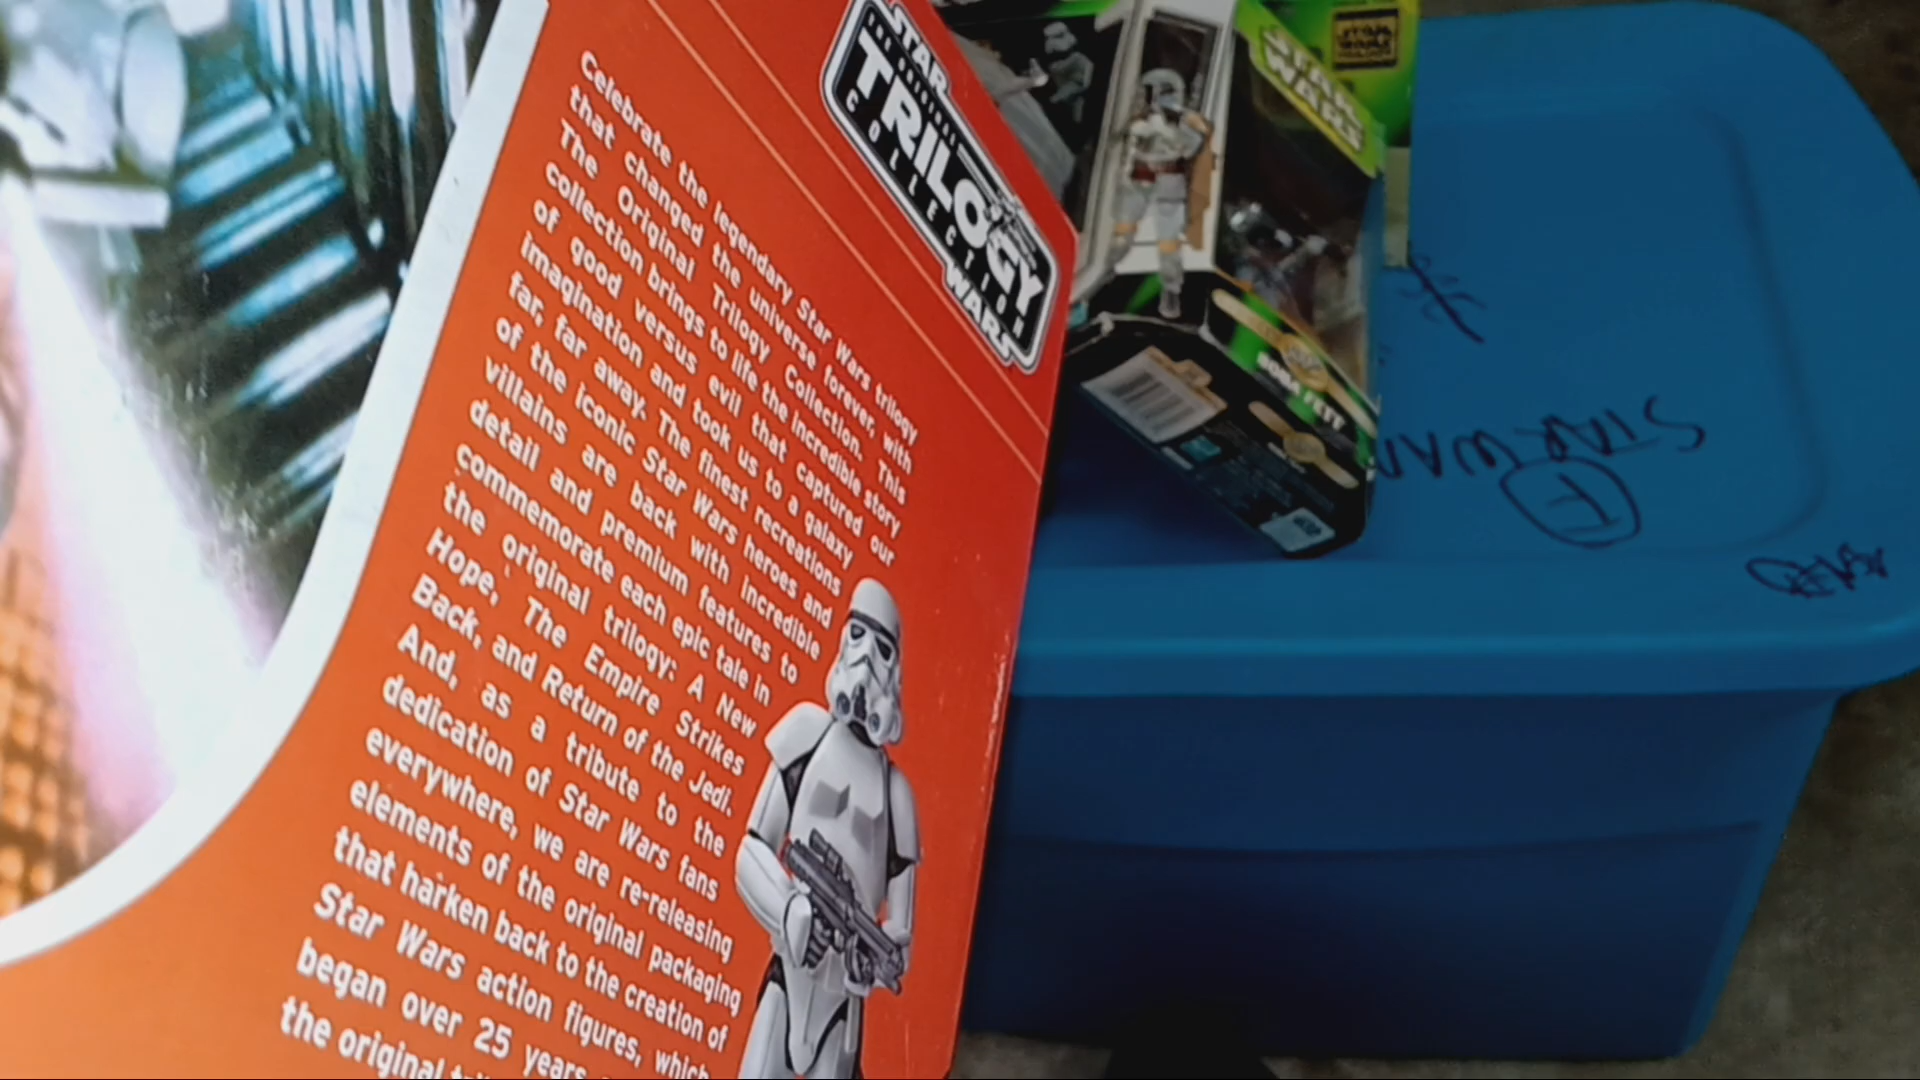 STAR
THE ORIGINAL
TRILOGY
COLLECTION
WARS
Celebrate the legendary Star Wars trilogy
that changed the universe forever, with
The Original Trilogy Collection. This
collection brings to life the incredible story
of good versus evil that captured our
imagination and took us to a galaxy
far, far away. The finest recreations
of the iconic Star Wars heroes and
villains are back with incredible
detail and premium features to
commemorate each epic tale in
the original trilogy: A New
Hope, The Empire Strikes
Back, and Return of the Jedi.
And, as a tribute to the
dedication of Star Wars fans
everywhere, we are re-releasing
elements of the original packaging
that harken back to the creation of
Star Wars action figures, which
began over 25 years
the original
STAR
WARS
STAR
WARS
BOBA FETT
STAR WAR
F